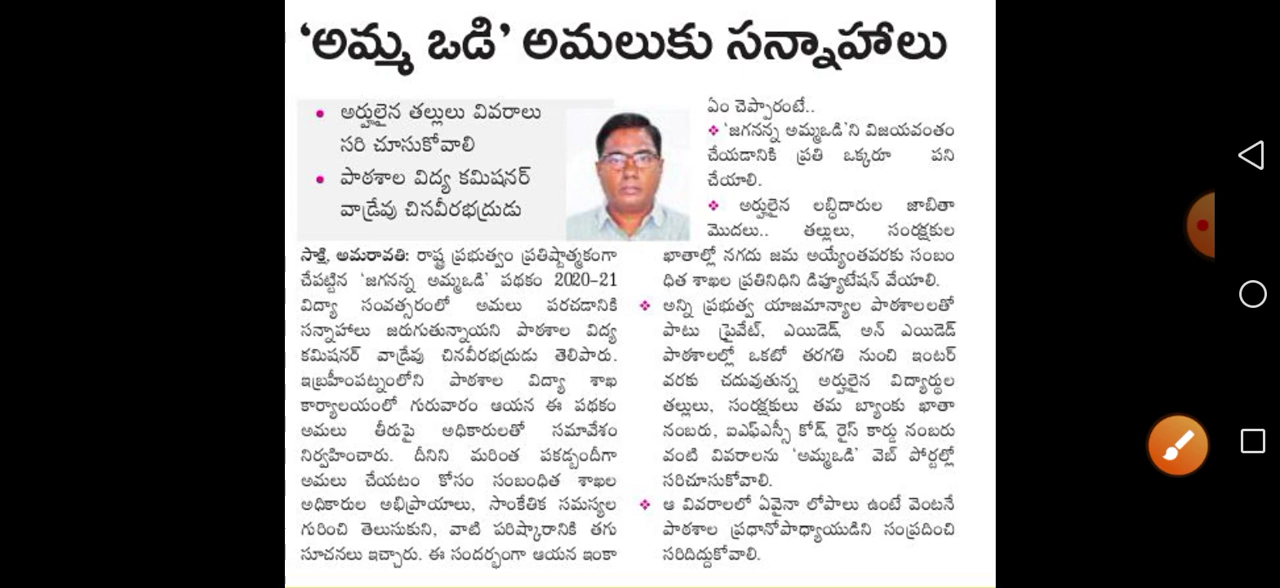 ‘అమ్మ ఒడి’ అమలుకు సన్నాహాలు
• అర్హులైన తల్లులు వివరాలు
సరి చూసుకోవాలి
• పాఠశాల విద్య కమిషనర్
వాడ్రేవు చినవీరభద్రుడు
సాక్షి, అమరావతి: రాష్ట్ర ప్రభుత్వం ప్రతిష్టాత్మకంగా
చేపట్టిన ‘జగనన్న అమ్మఒడి’ పథకం 2020–21
విద్యా సంవత్సరంలో అమలు పరచడానికి
సన్నాహాలు జరుగుతున్నాయని పాఠశాల విద్య
కమిషనర్ వాడ్రేవు చినవీరభద్రుడు తెలిపారు.
ఇబ్రహీంపట్నంలోని పాఠశాల విద్యా శాఖ
కార్యాలయంలో గురువారం ఆయన ఈ పథకం
అమలు తీరుపై అధికారులతో సమావేశం
నిర్వహించారు. దీనిని మరింత పకడ్బందీగా
అమలు చేయటం కోసం సంబంధిత శాఖల
అధికారుల అభిప్రాయాలు, సాంకేతిక సమస్యల
గురించి తెలుసుకుని, వాటి పరిష్కారానికి తగు
సూచనలు ఇచ్చారు. ఈ సందర్భంగా ఆయన ఇంకా
ఏం చెప్పారంటే..
❖ ‘జగనన్న అమ్మఒడి’ని విజయవంతం
చేయడానికి ప్రతి ఒక్కరూ పని
చేయాలి.
❖ అర్హులైన లబ్ధిదారుల జాబితా
మొదలు.. తల్లులు, సంరక్షకుల
ఖాతాల్లో నగదు జమ అయ్యేంతవరకు సంబం
ధిత శాఖల ప్రతినిధిని డిప్యూటేషన్ వేయాలి.
❖ అన్ని ప్రభుత్వ యాజమాన్యాల పాఠశాలలతో
పాటు ప్రైవేట్, ఎయిడెడ్, అన్ ఎయిడెడ్
పాఠశాలల్లో ఒకటో తరగతి నుంచి ఇంటర్
వరకు చదువుతున్న అర్హులైన విద్యార్థుల
తల్లులు, సంరక్షకులు తమ బ్యాంకు ఖాతా
నంబరు, ఐఎఫ్ఎస్సీ కోడ్, రైస్ కార్డు నంబరు
వంటి వివరాలను ‘అమ్మఒడి’ వెబ్ పోర్టల్లో
సరిచూసుకోవాలి.
❖ ఆ వివరాలలో ఏవైనా లోపాలు ఉంటే వెంటనే
పాఠశాల ప్రధానోపాధ్యాయుడిని సంప్రదించి
సరిదిద్దుకోవాలి.